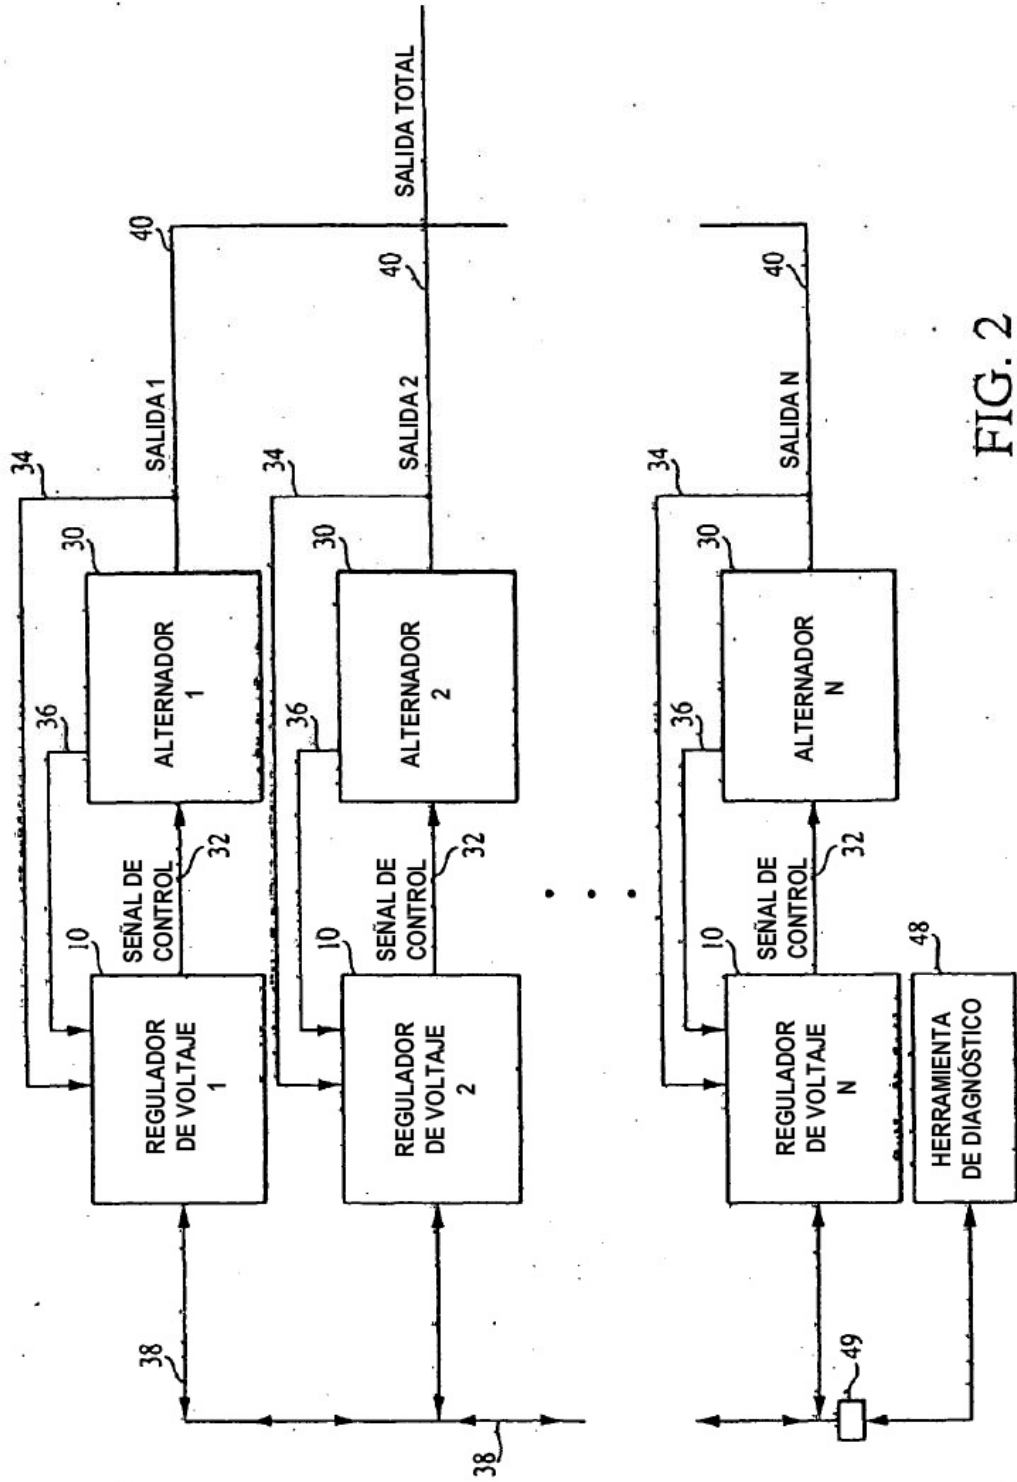 38
REGULADOR
DE VOLTAJE
1
10
SEÑAL DE
CONTROL
32
36
ALTERNADOR
1
30
34
SALIDA 1
40
REGULADOR
DE VOLTAJE
2
10
SEÑAL DE
CONTROL
32
36
ALTERNADOR
2
30
34
SALIDA 2
40
SALIDA TOTAL
38
REGULADOR
DE VOLTAJE
N
10
SEÑAL DE
CONTROL
32
36
ALTERNADOR
N
30
34
SALIDA N
40
49
HERRAMIENTA
DE DIAGNÓSTICO
48
FIG. 2